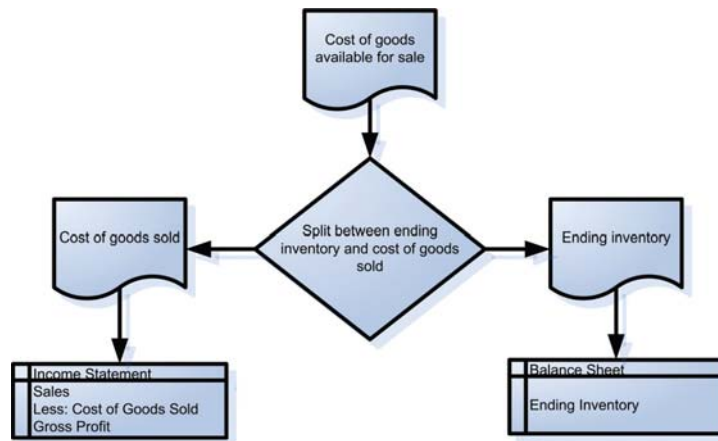 Cost of goods
available for sale
Split between ending
inventory and cost of goods
sold
Cost of goods sold
Ending inventory
Income Statement
Sales
Less: Cost of Goods Sold
Gross Profit
Balance Sheet
Ending Inventory